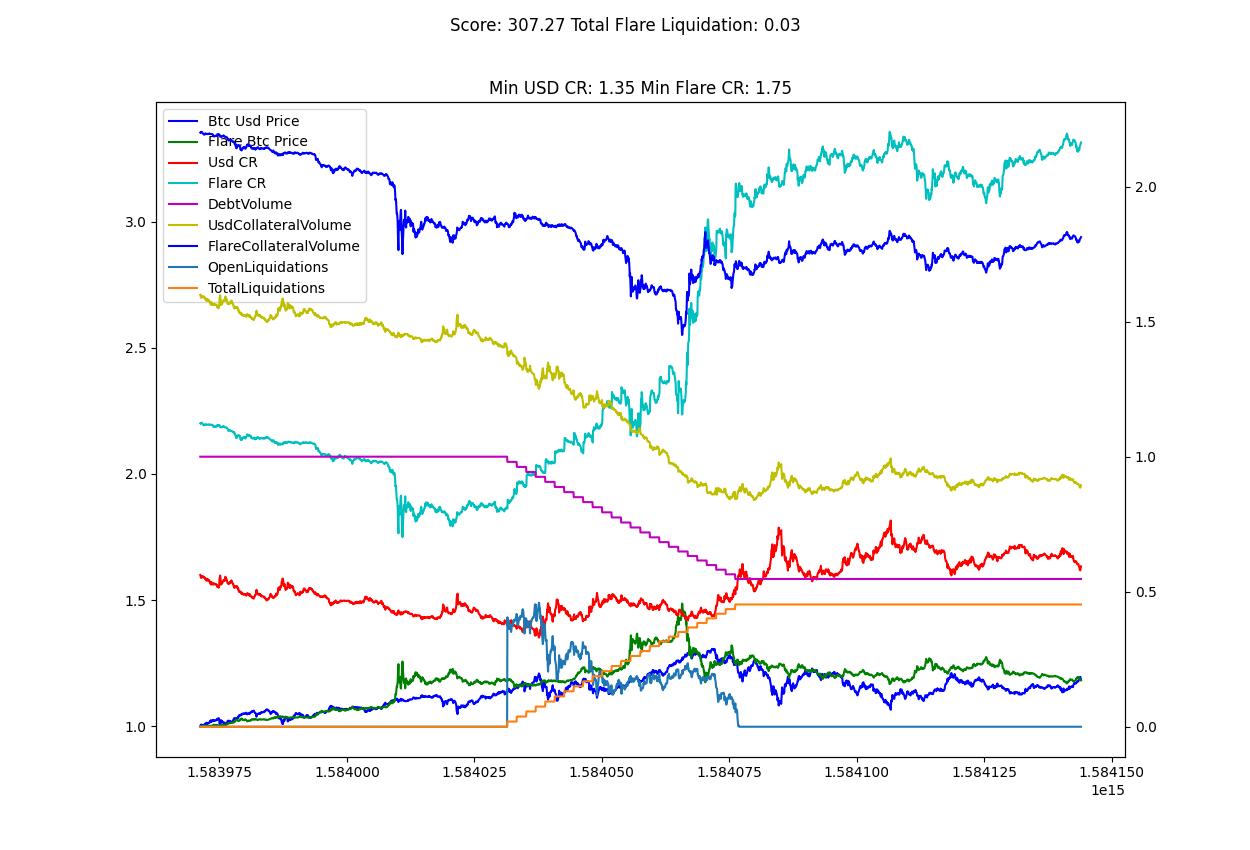 Score: 307.27 Total Flare Liquidation: 0.03
Min USD CR: 1.35 Min Flare CR: 1.75
Btc Usd Price
Flare Btc Price
Usd CR
Flare CR
DebtVolume
UsdCollateralVolume
FlareCollateralVolume
OpenLiquidations
TotalLiquidations
3.0
2.5
2.0
1.5
1.0
2.0
1.5
1.0
0.5
0.0
1.583975 1.584000 1.584025 1.584050 1.584075 1.584100 1.584125 1.584150
1e15